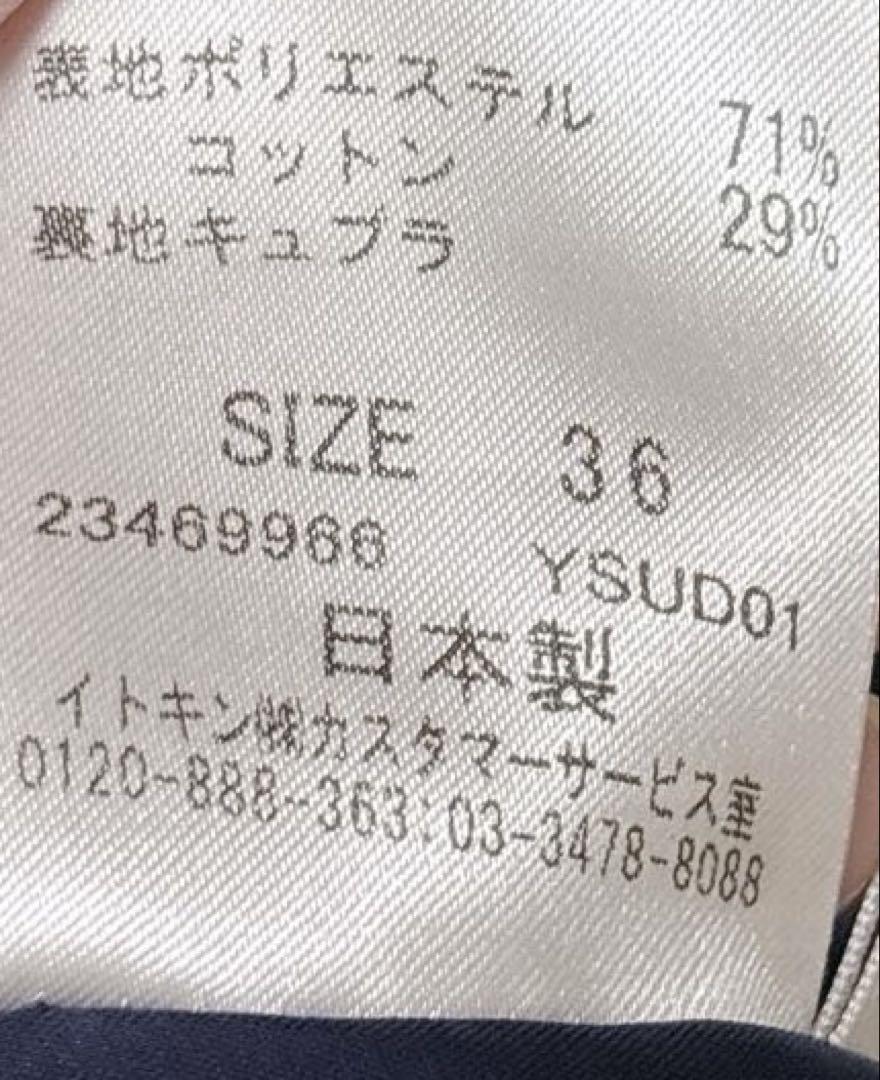 表地ポリエステル 71%
コットン 29%
裏地キュプラ
SIZE 36
23469966 YSUD01
日本製
イトキン㈱カスタマーサービス室
0120-888-363:03-3478-8088